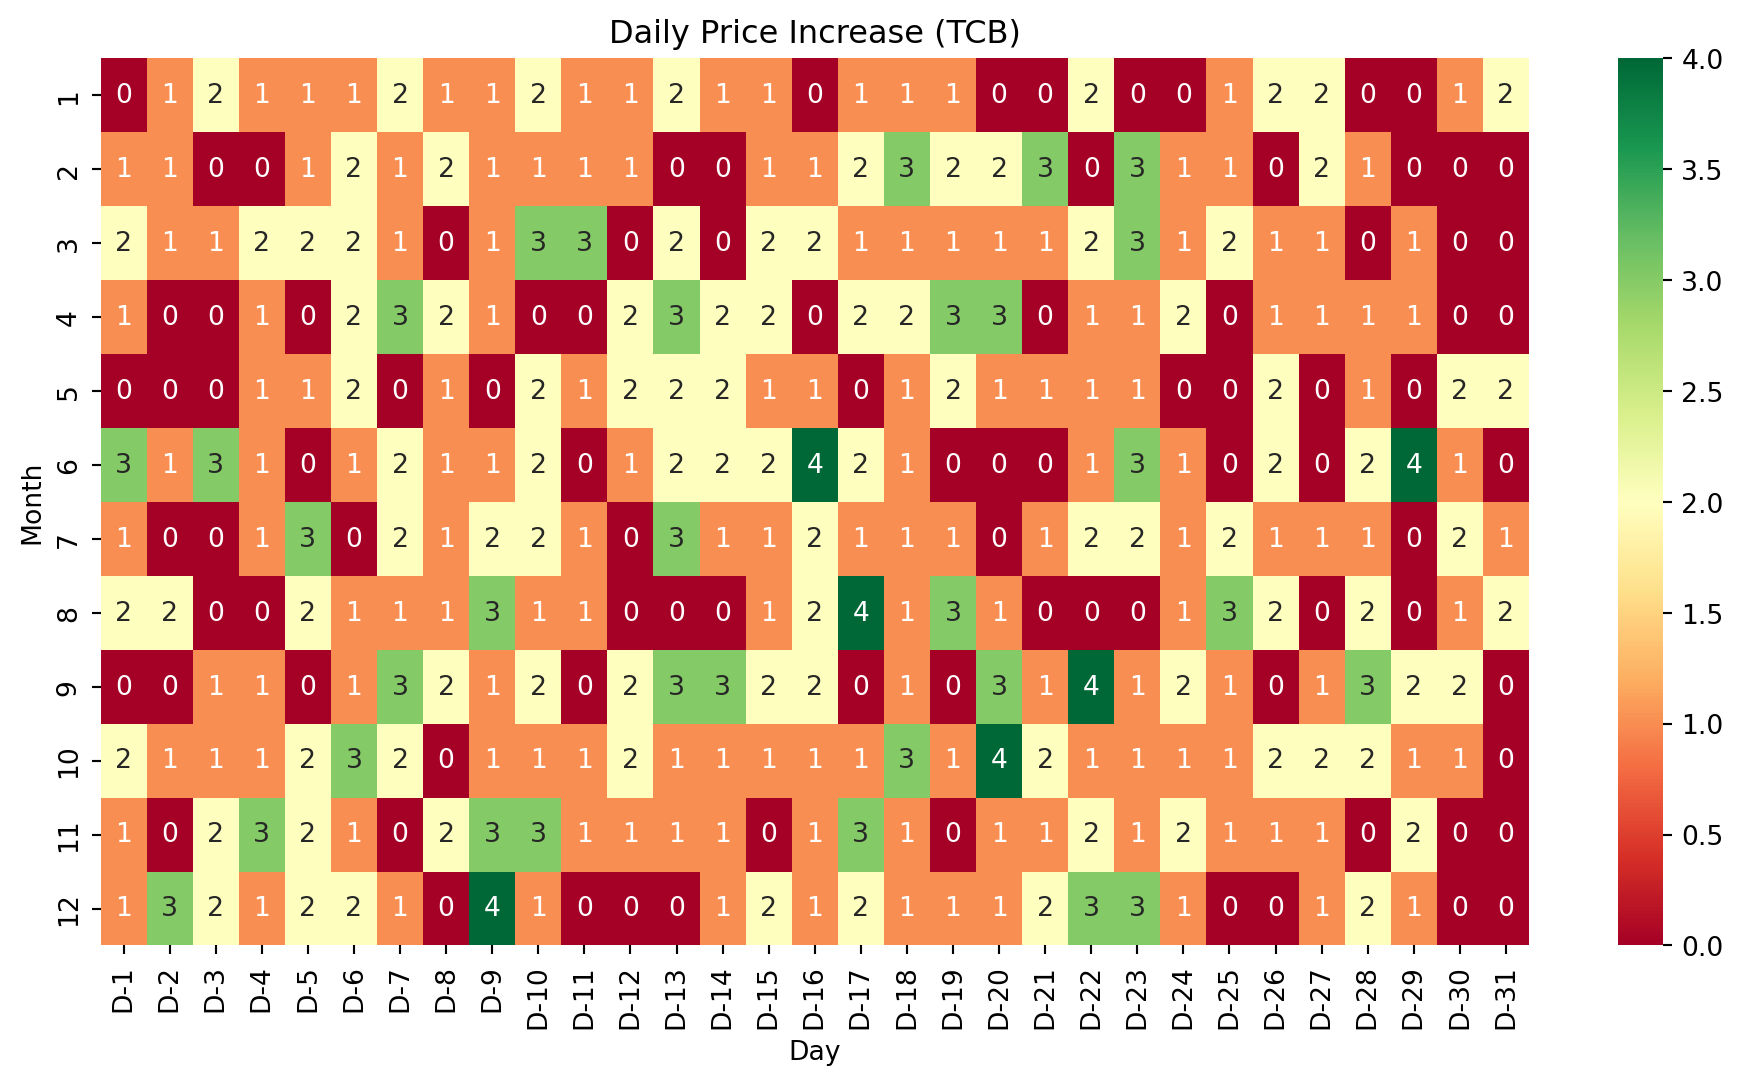 Daily Price Increase (TCB)
1 0 1 2 1 1 1 2 1 1 2 1 1 2 1 1 0 1 1 1 0 0 2 0 0 1 2 2 0 0 1 2
2 1 1 0 0 1 2 1 2 1 1 1 1 0 0 1 1 2 3 2 2 3 0 3 1 1 0 2 1 0 0 0
3 2 1 1 2 2 2 1 0 1 3 3 0 2 0 2 2 1 1 1 1 1 2 3 1 2 1 1 0 1 0 0
4 1 0 0 1 0 2 3 2 1 0 0 2 3 2 2 0 2 2 3 3 0 1 1 2 0 1 1 1 1 0 0
5 0 0 0 1 1 2 0 1 0 2 1 2 2 2 1 1 0 1 2 1 1 1 1 0 0 2 0 1 0 2 2
6 3 1 3 1 0 1 2 1 1 2 0 1 2 2 2 4 2 1 0 0 0 1 3 1 0 2 0 2 4 1 0
7 1 0 0 1 3 0 2 1 2 2 1 0 3 1 1 2 1 1 1 0 1 2 2 1 2 1 1 1 0 2 1
8 2 2 0 0 2 1 1 1 3 1 1 0 0 0 1 2 4 1 3 1 0 0 0 1 3 2 0 2 0 1 2
9 0 0 1 1 0 1 3 2 1 2 0 2 3 3 2 2 0 1 0 3 1 4 1 2 1 0 1 3 2 2 0
10 2 1 1 1 2 3 2 0 1 1 1 2 1 1 1 1 1 3 1 4 2 1 1 1 1 2 2 2 1 1 0
11 1 0 2 3 2 1 0 2 3 3 1 1 1 1 0 1 3 1 0 1 1 2 1 2 1 1 1 0 2 0 0
12 1 3 2 1 2 2 1 0 4 1 0 0 0 1 2 1 2 1 1 1 2 3 3 1 0 0 1 2 1 0 0
Month
D-1 D-2 D-3 D-4 D-5 D-6 D-7 D-8 D-9 D-10 D-11 D-12 D-13 D-14 D-15 D-16 D-17 D-18 D-19 D-20 D-21 D-22 D-23 D-24 D-25 D-26 D-27 D-28 D-29 D-30 D-31
Day
4.0
3.5
3.0
2.5
2.0
1.5
1.0
0.5
0.0